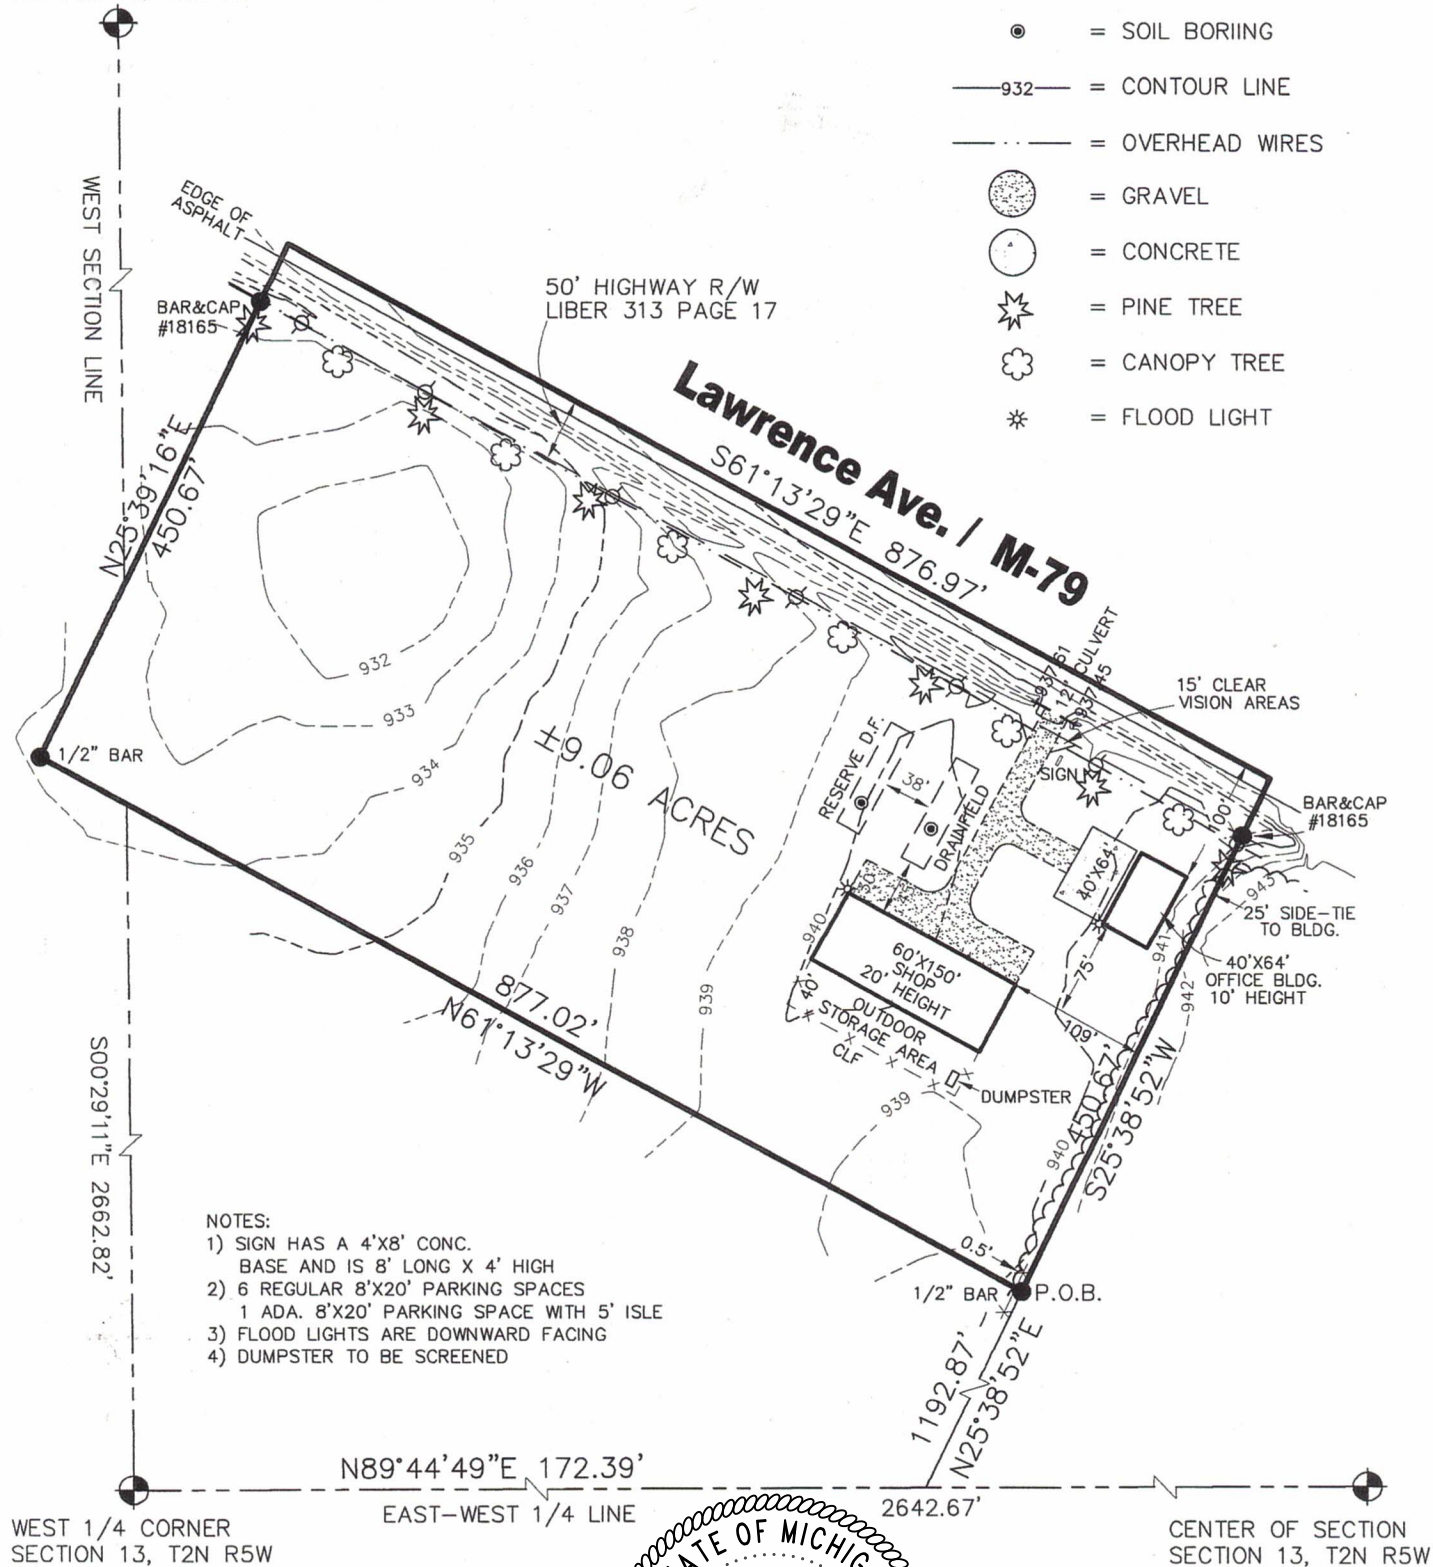 = SOIL BORIING
932
= CONTOUR LINE
= OVERHEAD WIRES
= GRAVEL
= CONCRETE
= PINE TREE
= CANOPY TREE
= FLOOD LIGHT
WEST SECTION LINE
EDGE OF
ASPHALT
BAR&CAP
#18165
50' HIGHWAY R/W
LIBER 313 PAGE 17
Lawrence Ave. / M-79
S61°13'29"E 876.97'
N25°39'16"E
450.67'
+937.61
12" CULVERT
+937.45
15' CLEAR
VISION AREAS
SIGN
BAR&CAP
#18165
100'
932
933
934
935
936
937
938
939
1/2" BAR
±9.06 ACRES
RESERVE D.F.
38'
DRAINFIELD
50'
40'X64'
943
25' SIDE-TIE
TO BLDG.
40'X64'
OFFICE BLDG.
10' HEIGHT
940
941
942
75'
60'X150'
SHOP
20' HEIGHT
40'
OUTDOOR
STORAGE AREA
CLF
109'
DUMPSTER
939
940
450.67'
S25°38'52"W
877.02'
N61°13'29"W
S00°29'11"E 2662.82'
NOTES:
1) SIGN HAS A 4'X8' CONC.
BASE AND IS 8' LONG X 4' HIGH
2) 6 REGULAR 8'X20' PARKING SPACES
1 ADA. 8'X20' PARKING SPACE WITH 5' ISLE
3) FLOOD LIGHTS ARE DOWNWARD FACING
4) DUMPSTER TO BE SCREENED
0.5'
1/2" BAR
P.O.B.
1192.87'
N25°38'52"E
N89°44'49"E 172.39'
EAST-WEST 1/4 LINE
2642.67'
WEST 1/4 CORNER
SECTION 13, T2N R5W
CENTER OF SECTION
SECTION 13, T2N R5W
OF MICHIG